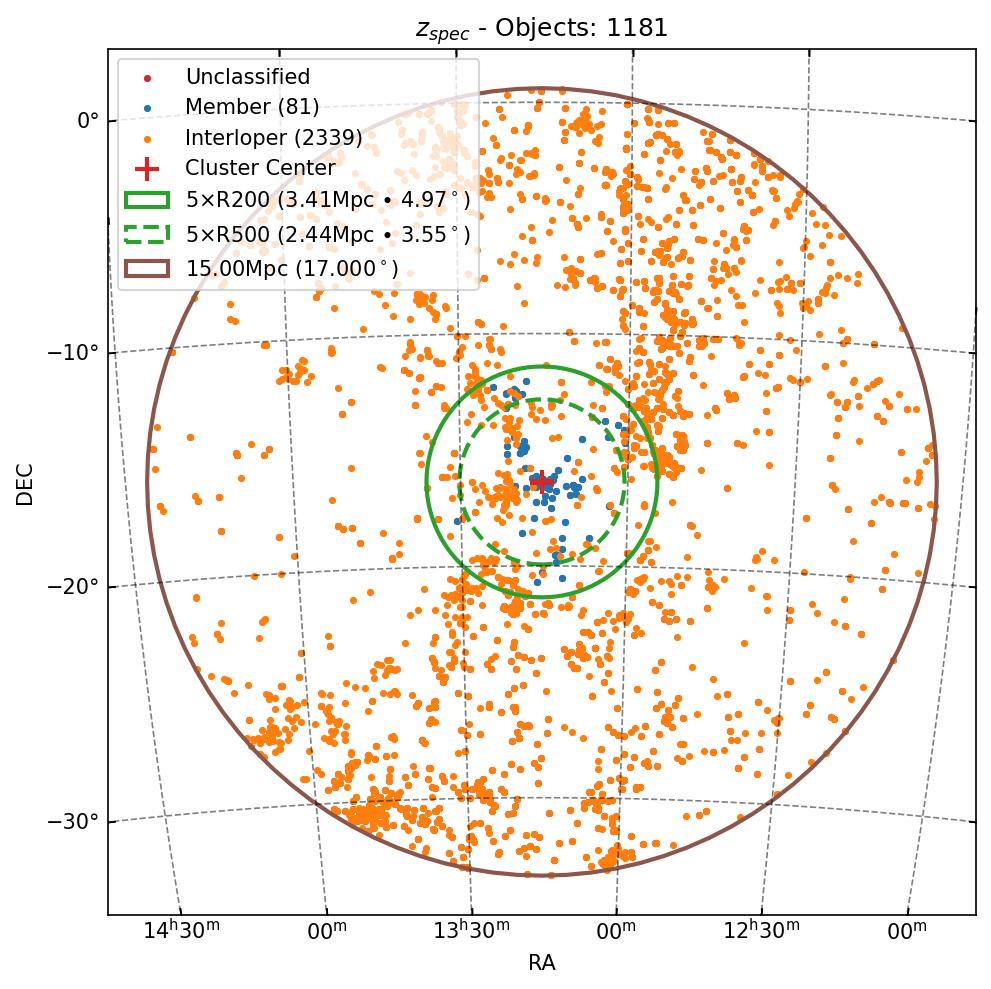 z_spec - Objects: 1181
Unclassified
Member (81)
Interloper (2339)
Cluster Center
5×R200 (3.41Mpc • 4.97°)
5×R500 (2.44Mpc • 3.55°)
15.00Mpc (17.000°)
0°
−10°
−20°
−30°
DEC
14h30m 00m 13h30m 00m 12h30m 00m
RA